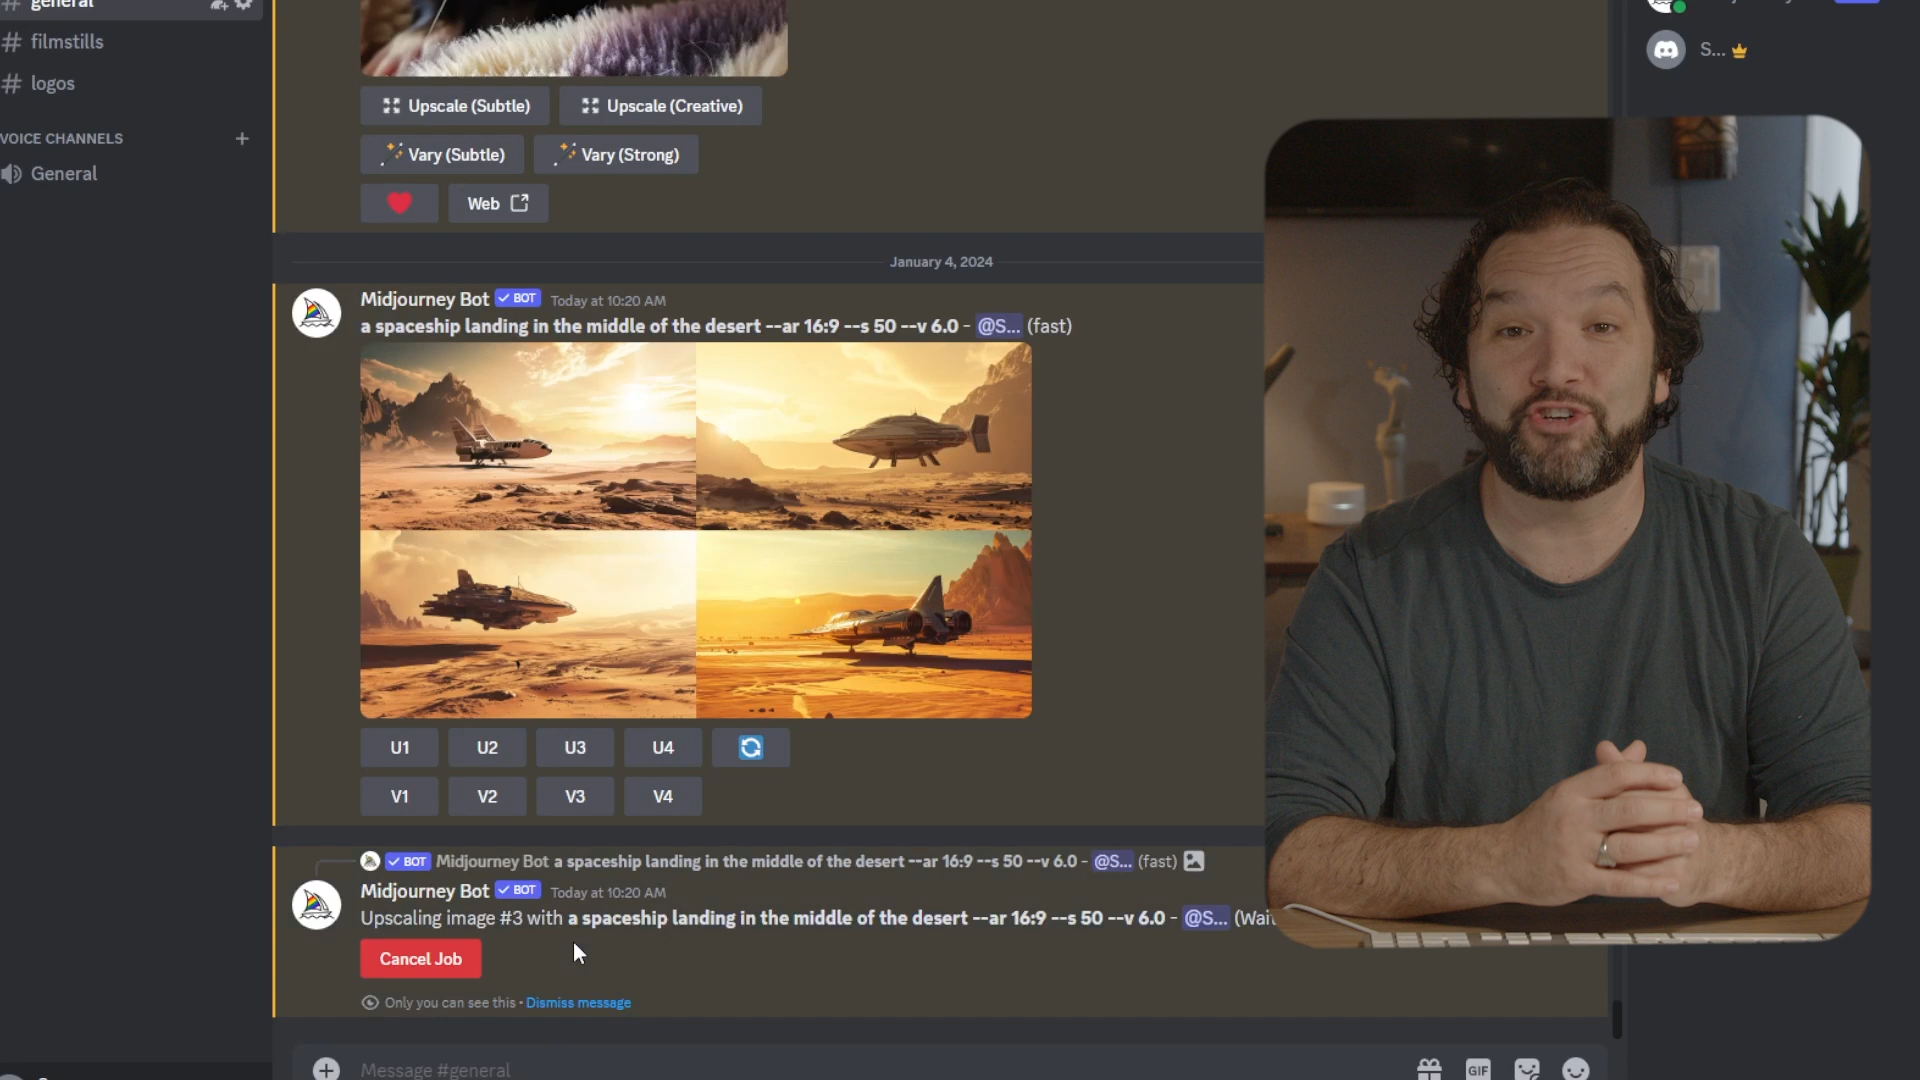 general
# filmstills
# logos
VOICE CHANNELS
General
S...
Upscale (Subtle)
Upscale (Creative)
Vary (Subtle)
Vary (Strong)
Web
January 4, 2024
Midjourney Bot BOT Today at 10:20 AM
a spaceship landing in the middle of the desert --ar 16:9 --s 50 --v 6.0 - @S... (fast)
U1 U2 U3 U4
V1 V2 V3 V4
BOT Midjourney Bot a spaceship landing in the middle of the desert --ar 16:9 --s 50 --v 6.0 - @S... (fast)
Midjourney Bot BOT Today at 10:20 AM
Upscaling image #3 with a spaceship landing in the middle of the desert --ar 16:9 --s 50 --v 6.0 - @S... (Wait
Cancel Job
Only you can see this • Dismiss message
Message #general
GIF